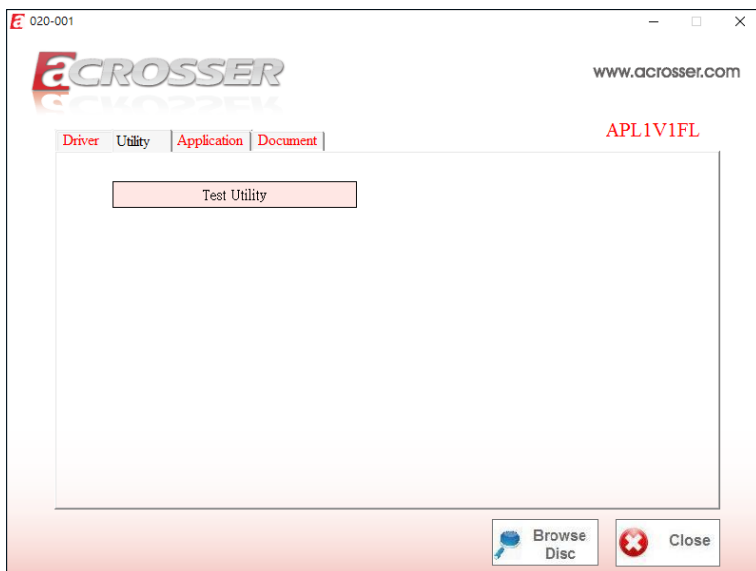 020-001
acrosser
www.acrosser.com
APL1V1FL
Driver Utility Application Document
Test Utility
Browse
Disc
Close